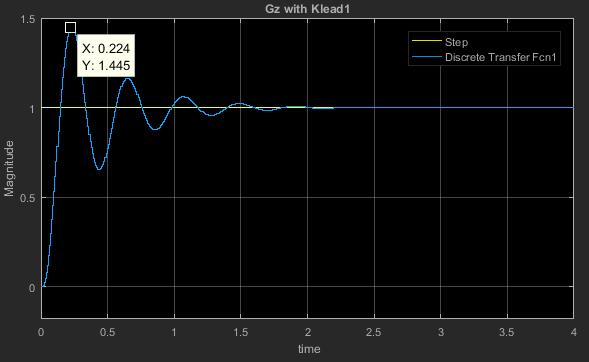 Gz with Klead1
1.5
X: 0.224
Y: 1.445
Step
Discrete Transfer Fcn1
1
Magnitude
0.5
0
0 0.5 1 1.5 2 2.5 3 3.5 4
time